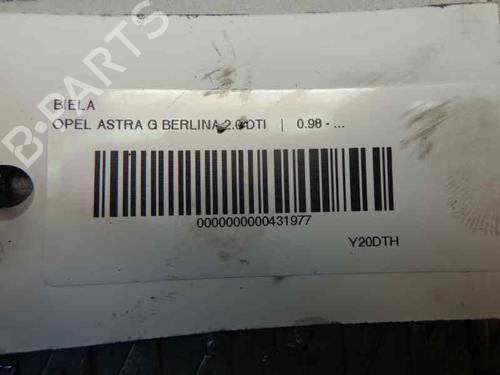 BIELA
OPEL ASTRA G BERLINA 2.0 DTI | 0.98 - ...
0000000000431977
Y20DTH
B-PARTS